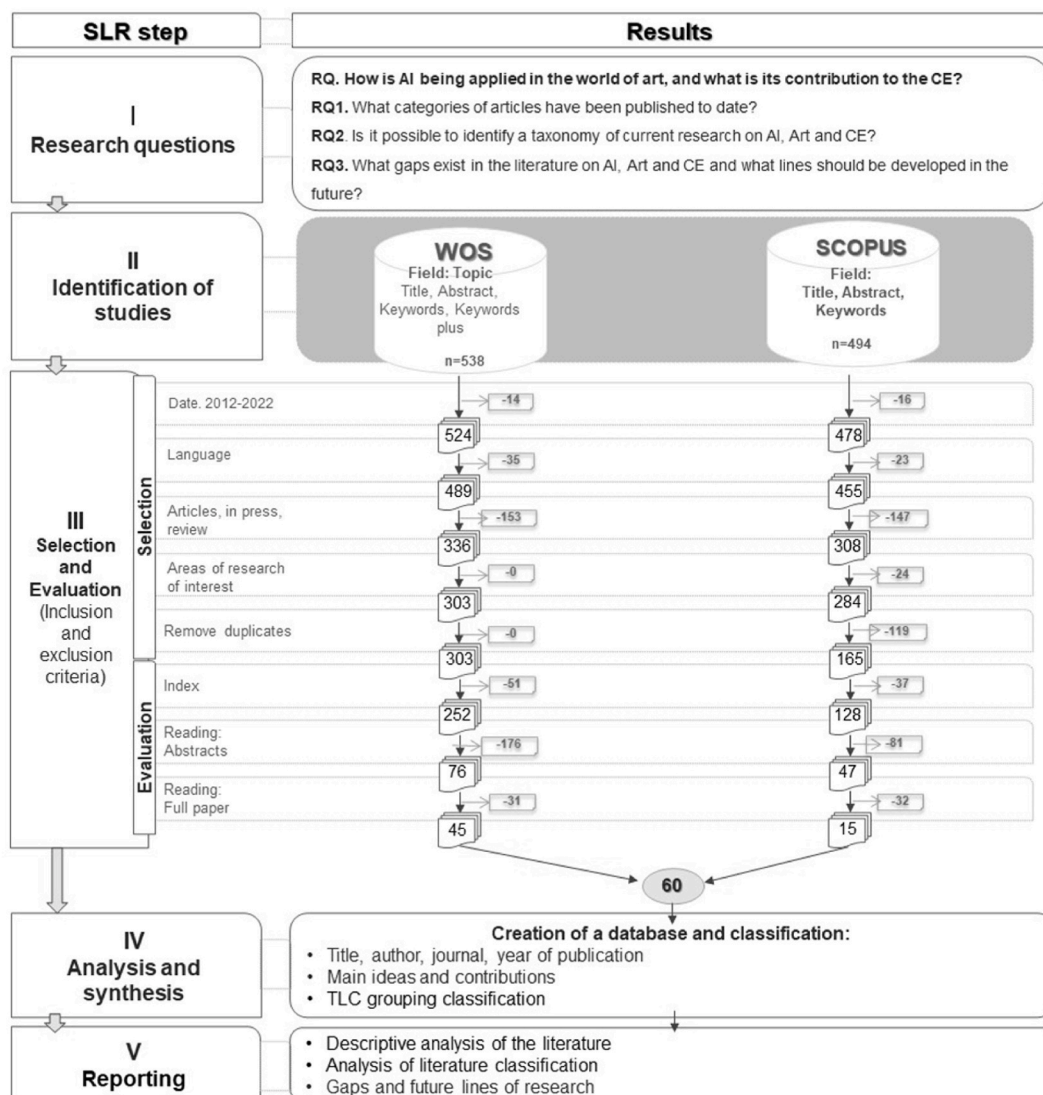 SLR step
Results
I
Research questions
RQ. How is AI being applied in the world of art, and what is its contribution to the CE?
RQ1. What categories of articles have been published to date?
RQ2. Is it possible to identify a taxonomy of current research on AI, Art and CE?
RQ3. What gaps exist in the literature on AI, Art and CE and what lines should be developed in the
future?
II
Identification of
studies
WOS
Field: Topic
Title, Abstract,
Keywords, Keywords
plus
n=538
SCOPUS
Field:
Title, Abstract,
Keywords
n=494
III
Selection
and
Evaluation
(Inclusion
and
exclusion
criteria)
Selection
Date. 2012-2022
-14
-16
524
478
Language
-35
-23
489
455
Articles, in press,
review
-153
-147
336
308
Areas of research
of interest
-0
-24
303
284
Remove duplicates
-0
-119
303
165
Evaluation
Index
-51
-37
252
128
Reading:
Abstracts
-176
-81
76
47
Reading:
Full paper
-31
-32
45
15
60
IV
Analysis and
synthesis
Creation of a database and classification:
• Title, author, journal, year of publication
• Main ideas and contributions
• TLC grouping classification
V
Reporting
• Descriptive analysis of the literature
• Analysis of literature classification
• Gaps and future lines of research